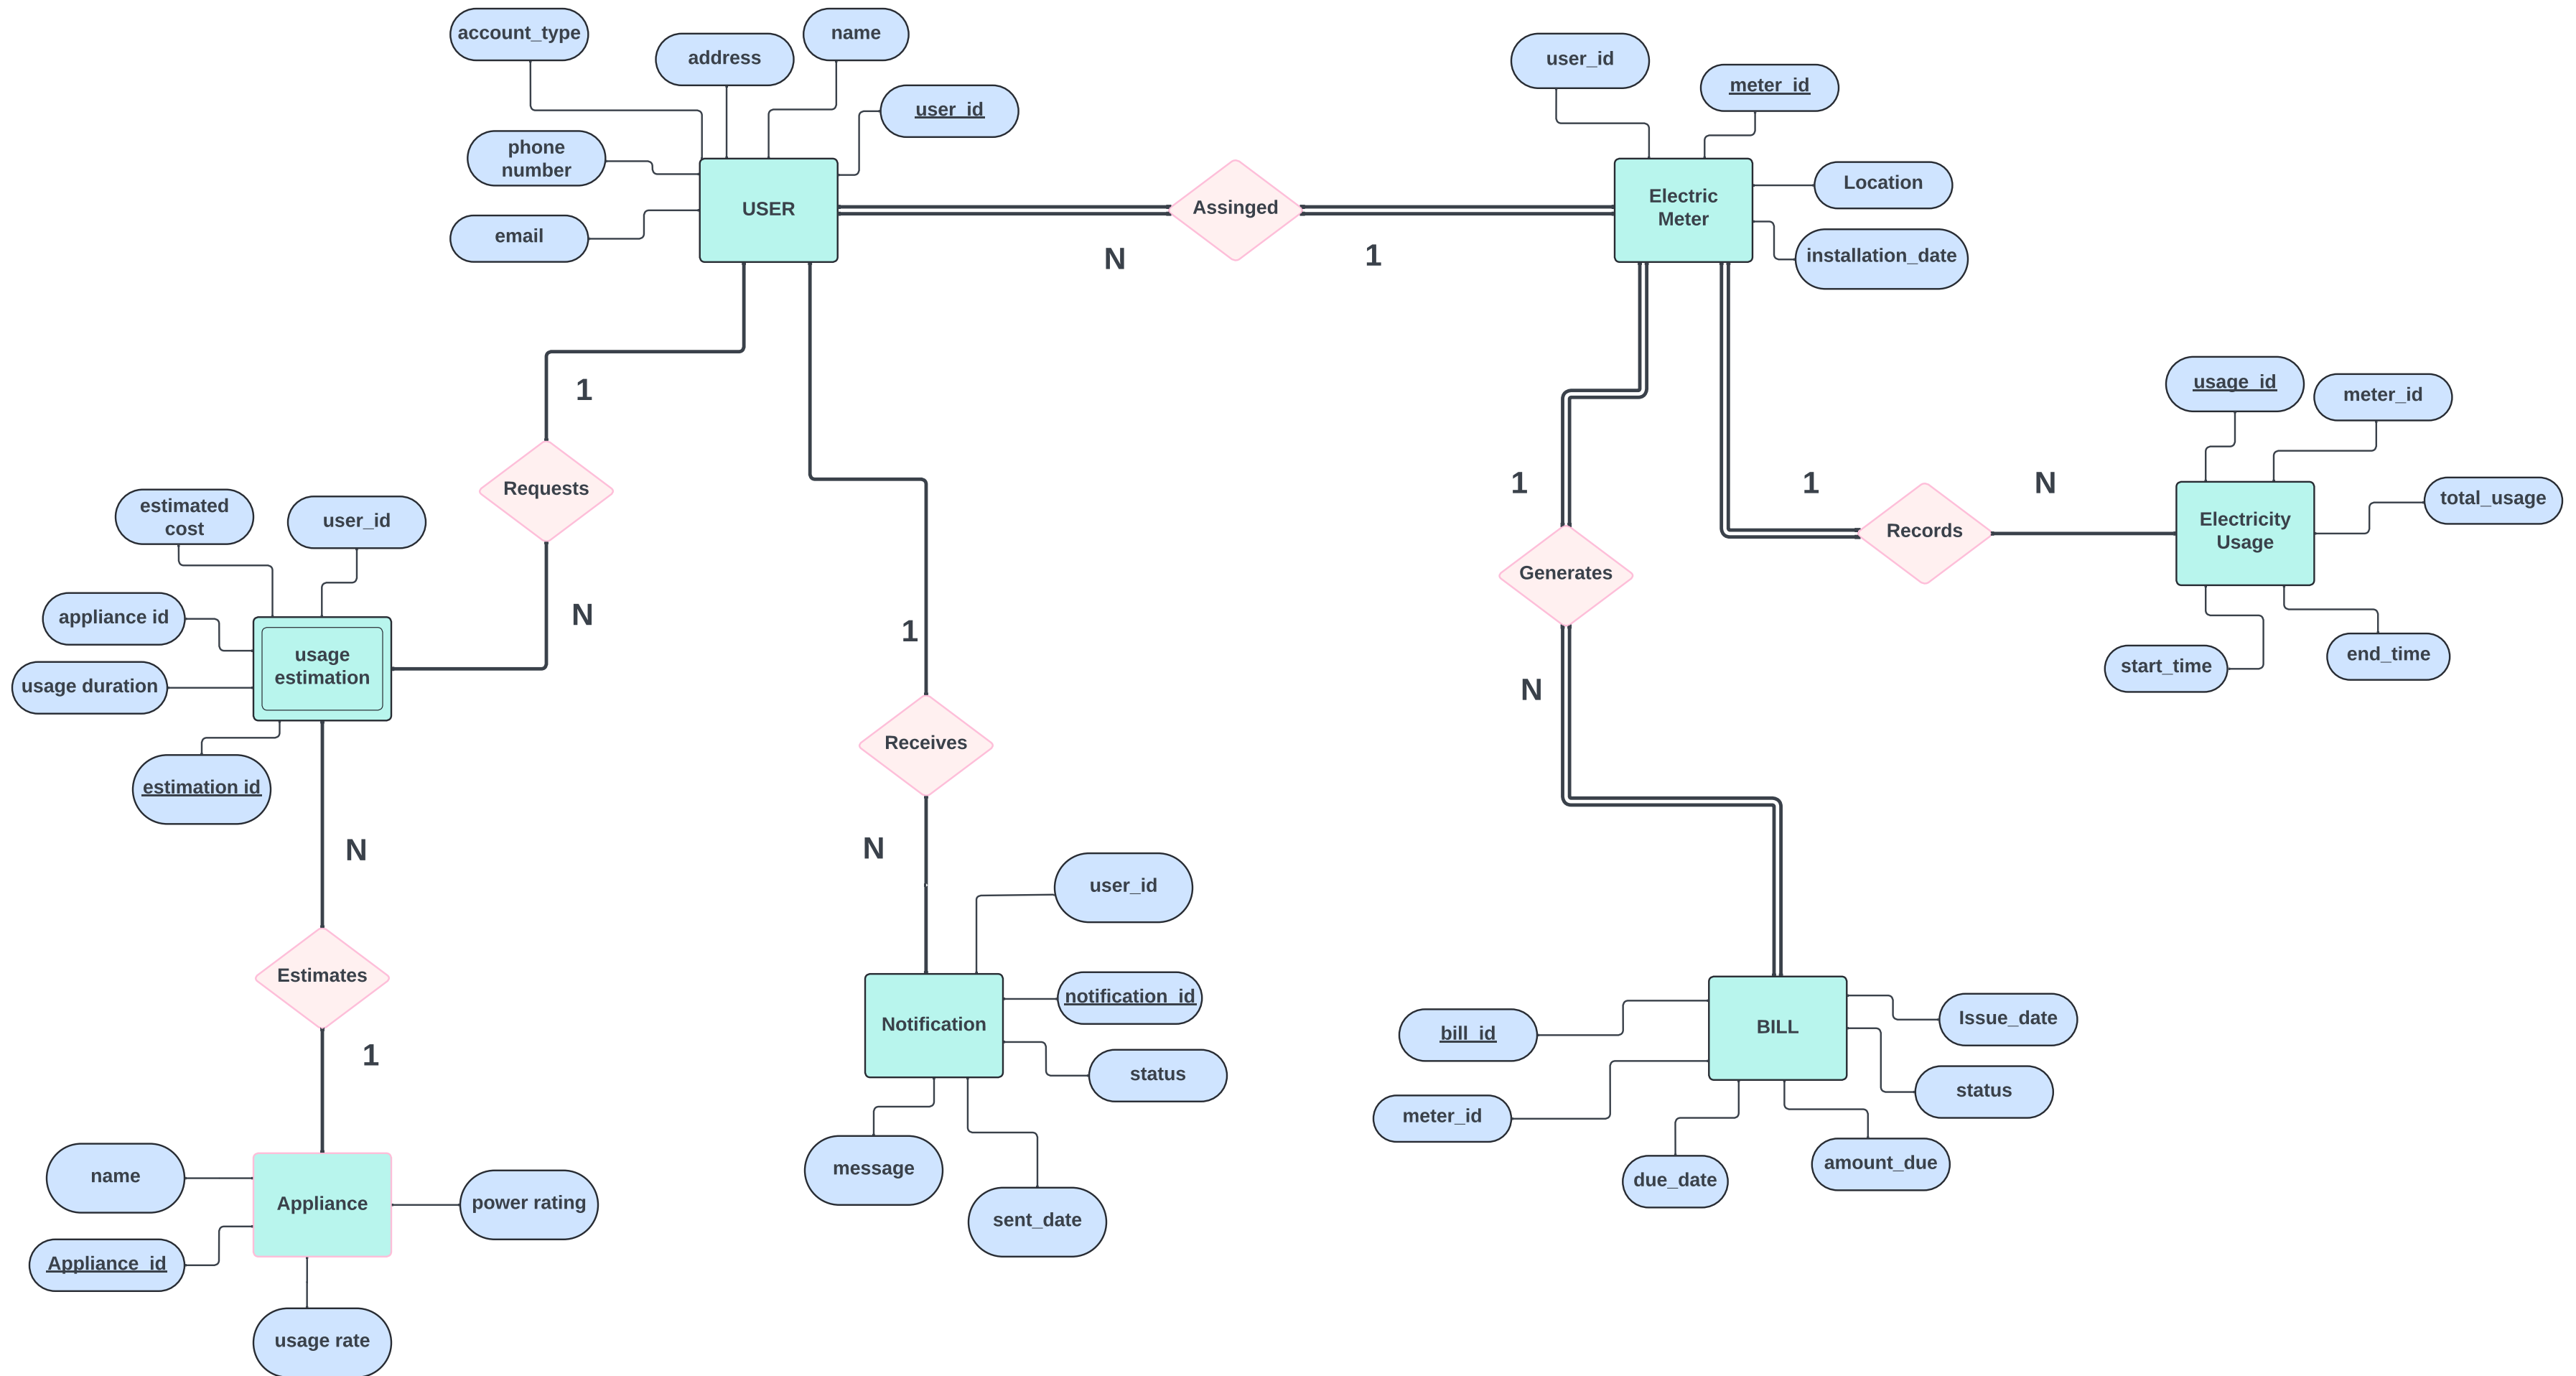 account_type
address
name
user_id
phone
number
email
USER
Assinged
N
1
user_id
meter_id
Location
installation_date
Electric
Meter
1
Requests
N
estimated
cost
user_id
appliance id
usage duration
estimation id
usage
estimation
N
Estimates
1
name
Appliance_id
Appliance
power rating
usage rate
1
Receives
N
user_id
notification_id
Notification
status
message
sent_date
1
Generates
N
1
Records
N
usage_id
meter_id
total_usage
Electricity
Usage
start_time
end_time
bill_id
meter_id
BILL
Issue_date
status
due_date
amount_due